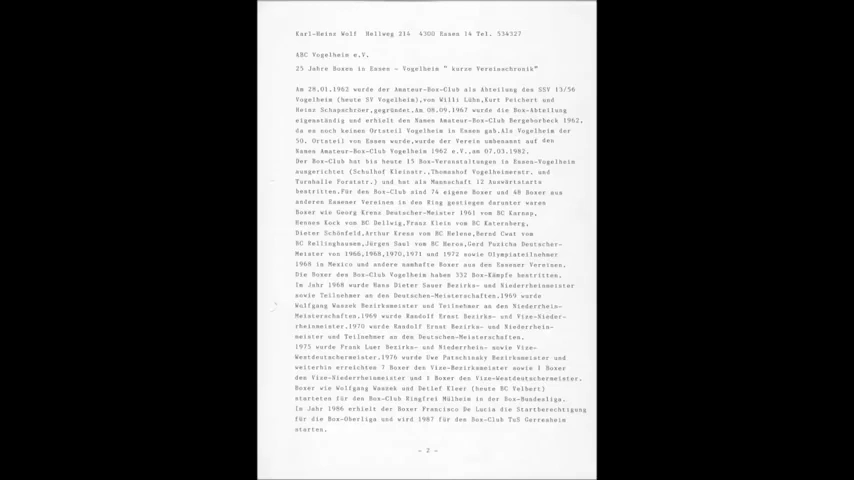 Karl-Heinz Wolf Hellweg 214 4300 Essen 14 Tel. 534327
ABC Vogelheim e.V.
25 Jahre Boxen in Essen - Vogelheim " kurze Vereinschronik"
Am 28.01.1962 wurde der Amateur-Box-Club als Abteilung des SSV 13/56
Vogelheim (heute SV Vogelheim),von Willi Lühn,Kurt Peichert und
Heinz Schapschröer,gegründet.Am 08.09.1967 wurde die Box-Abteilung
eigenständig und erhielt den Namen Amateur-Box-Club Bergeborbeck 1962,
da es noch keinen Ortsteil Vogelheim in Essen gab.Als Vogelheim der
50. Ortsteil von Essen wurde,wurde der Verein umbenannt auf den
Namen Amateur-Box-Club Vogelheim 1962 e.V.,am 07.03.1982.
Der Box-Club hat bis heute 15 Box-Veranstaltungen in Essen-Vogelheim
ausgerichtet (Schulhof Kleinstr.,Thomashof Vogelheimerstr. und
Turnhalle Forststr.) und hat als Mannschaft 12 Auswärtsstarts
bestritten.Für den Box-Club sind 74 eigene Boxer und 48 Boxer aus
anderen Essener Vereinen in den Ring gestiegen darunter waren
Boxer wie Georg Krenz Deutscher-Meister 1961 vom BC Karnap,
Hennes Kock vom BC Dellwig,Franz Klein vom BC Katernberg,
Dieter Schönfeld,Arthur Krens vom BC Helene,Bernd Cwat vom
BC Rellinghausen,Jürgen Saul vom BC Heros,Gerd Puzicha Deutscher-
Meister von 1966,1968,1970,1971 und 1972 sowie Olympiateilnehmer
1968 in Mexico und andere namhafte Boxer aus den Essener Vereinen.
Die Boxer des Box-Club Vogelheim haben 332 Box-Kämpfe bestritten.
Im Jahr 1968 wurde Hans Dieter Sauer Bezirks- und Niederrheinmeister
sowie Teilnehmer an den Deutschen-Meisterschaften.1969 wurde
Wolfgang Waszek Bezirksmeister und Teilnehmer an den Niederrhein-
Meisterschaften.1969 wurde Randolf Ernst Bezirks- und Vize-Nieder-
rheinmeister.1970 wurde Randolf Ernst Bezirks- und Niederrhein-
meister und Teilnehmer an den Deutschen-Meisterschaften.
1975 wurde Frank Luer Bezirks- und Niederrhein- sowie Vize-
Westdeutschermeister.1976 wurde Uwe Patschinsky Bezirksmeister und
weiterhin erreichten 7 Boxer den Vize-Bezirksmeister sowie 3 Boxer
den Vize-Niederrheinmeister und 1 Boxer den Vize-Westdeutschermeister.
Boxer wie Wolfgang Waszek and Detlef Kleer (heute BC Velbert)
starteten für den Box-Club Ringfrei Mülheim in der Box-Bundesliga.
In Jahr 1986 erhielt der Boxer Francisco De Lucia die Startberechtigung
für die Box-Oberliga und wird 1987 für den Box-Club TuS Gerresheim
starten.
- 2 -